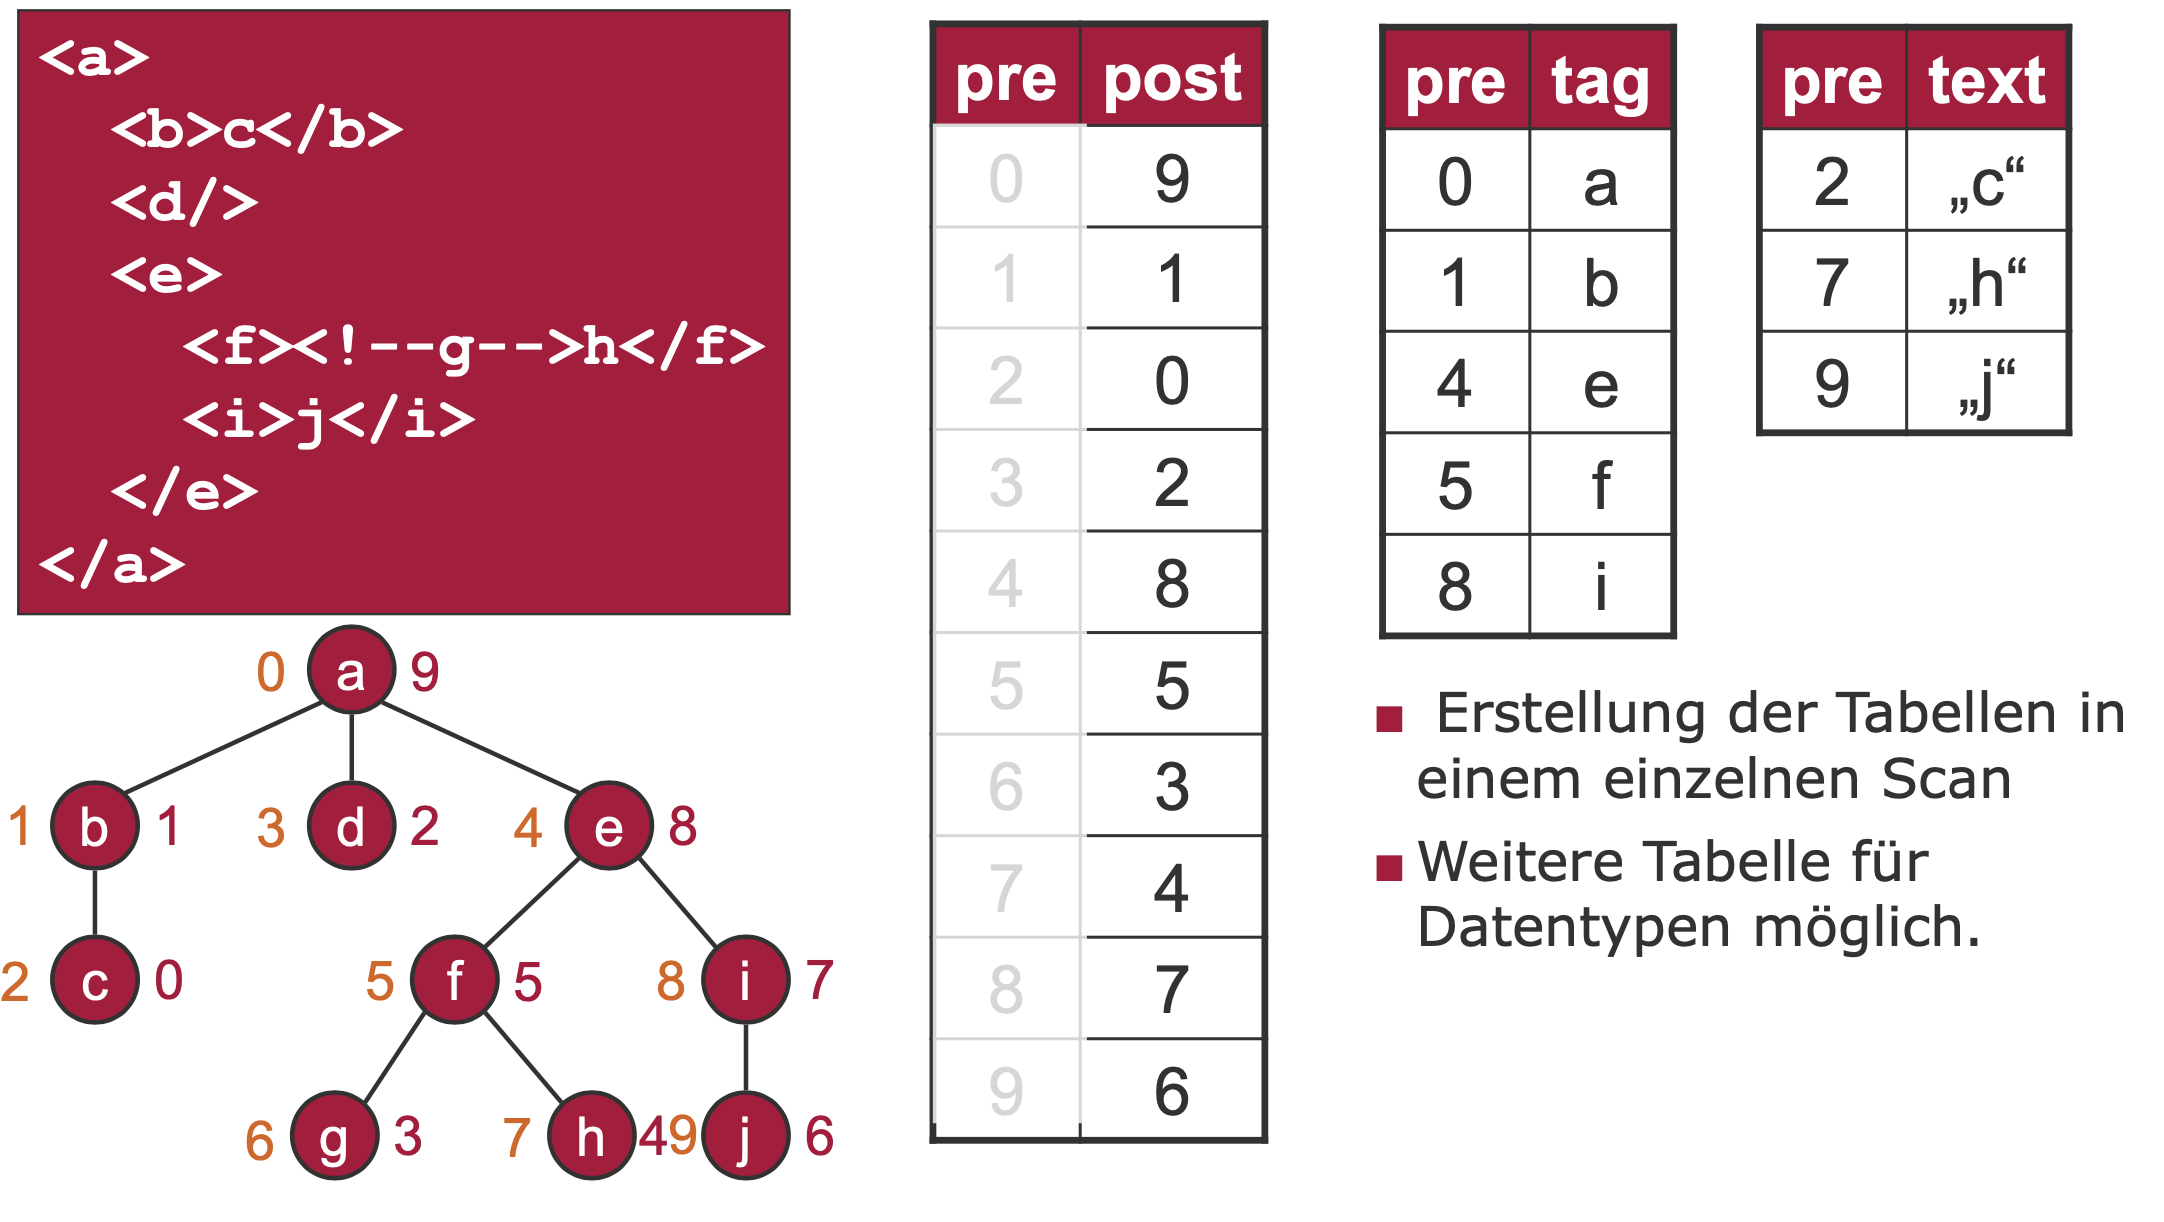 <a>
<b>c</b>
<d/>
<e>
<f><!--g-->h</f>
<i>j</i>
</e>
</a>
0 a 9
1 b 1 3 d 2 4 e 8
2 c 0 5 f 5 8 i 7
6 g 3 7 h 4 9 j 6
pre post
0 9
1 1
2 0
3 2
4 8
5 5
6 3
7 4
8 7
9 6
pre tag
0 a
1 b
4 e
5 f
8 i
pre text
2 „c“
7 „h“
9 „j“
Erstellung der Tabellen in
einem einzelnen Scan
Weitere Tabelle für
Datentypen möglich.